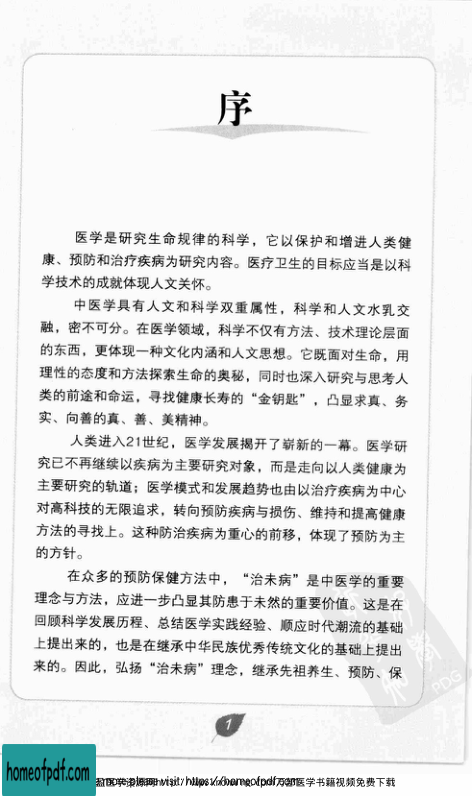 序
医学是研究生命规律的科学，它以保护和增进人类健
康、预防和治疗疾病为研究内容。医疗卫生的目标应当是以科
学技术的成就体现人文关怀。
中医学具有人文和科学双重属性，科学和人文水乳交
融，密不可分。在医学领域，科学不仅有方法、技术理论层面
的东西，更体现一种文化内涵和人文思想。它既面对生命，用
理性的态度和方法探索生命的奥秘，同时也深入研究与思考人
类的前途和命运，寻找健康长寿的“金钥匙”，凸显求真、务
实、向善的真、善、美精神。
人类进入21世纪，医学发展揭开了崭新的一幕。医学研
究已不再继续以疾病为主要研究对象，而是走向以人类健康为
主要研究的轨道；医学模式和发展趋势也由以治疗疾病为中心
对高科技的无限追求，转向预防疾病与损伤、维持和提高健康
方法的寻找上。这种防治疾病为重心的前移，体现了预防为主
的方针。
在众多的预防保健方法中，“治未病”是中医学的重要
理念与方法，应进一步凸显其防患于未然的重要价值。这是在
回顾科学发展历程、总结医学实践经验、顺应时代潮流的基础
上提出来的，也是在继承中华民族优秀传统文化的基础上提出
来的。因此，弘扬“治未病”理念，继承先祖养生、预防、保
1
PDG
homeofpdf.com
医学书籍视频免费下载